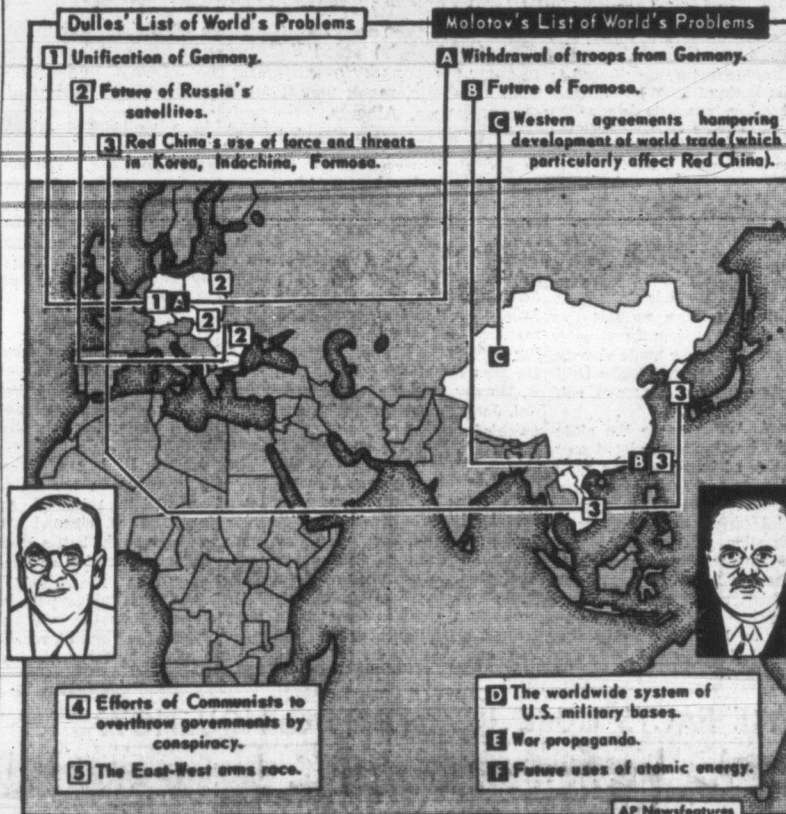 Dulles' List of World's Problems
1 Unification of Germany.
2 Future of Russia's
satellites.
3 Red China's use of force and threats
in Korea, Indochina, Formosa.
Molotov's List of World's Problems
A Withdrawal of troops from Germany.
B Future of Formosa.
C Western agreements hampering
development of world trade (which
particularly affect Red China).
2
1 A
2
2
C
3
B 3
3
4 Efforts of Communists to
overthrow governments by
conspiracy.
5 The East-West arms race.
D The worldwide system of
U.S. military bases.
E War propaganda.
F Future uses of atomic energy.
AP Newsfeatures